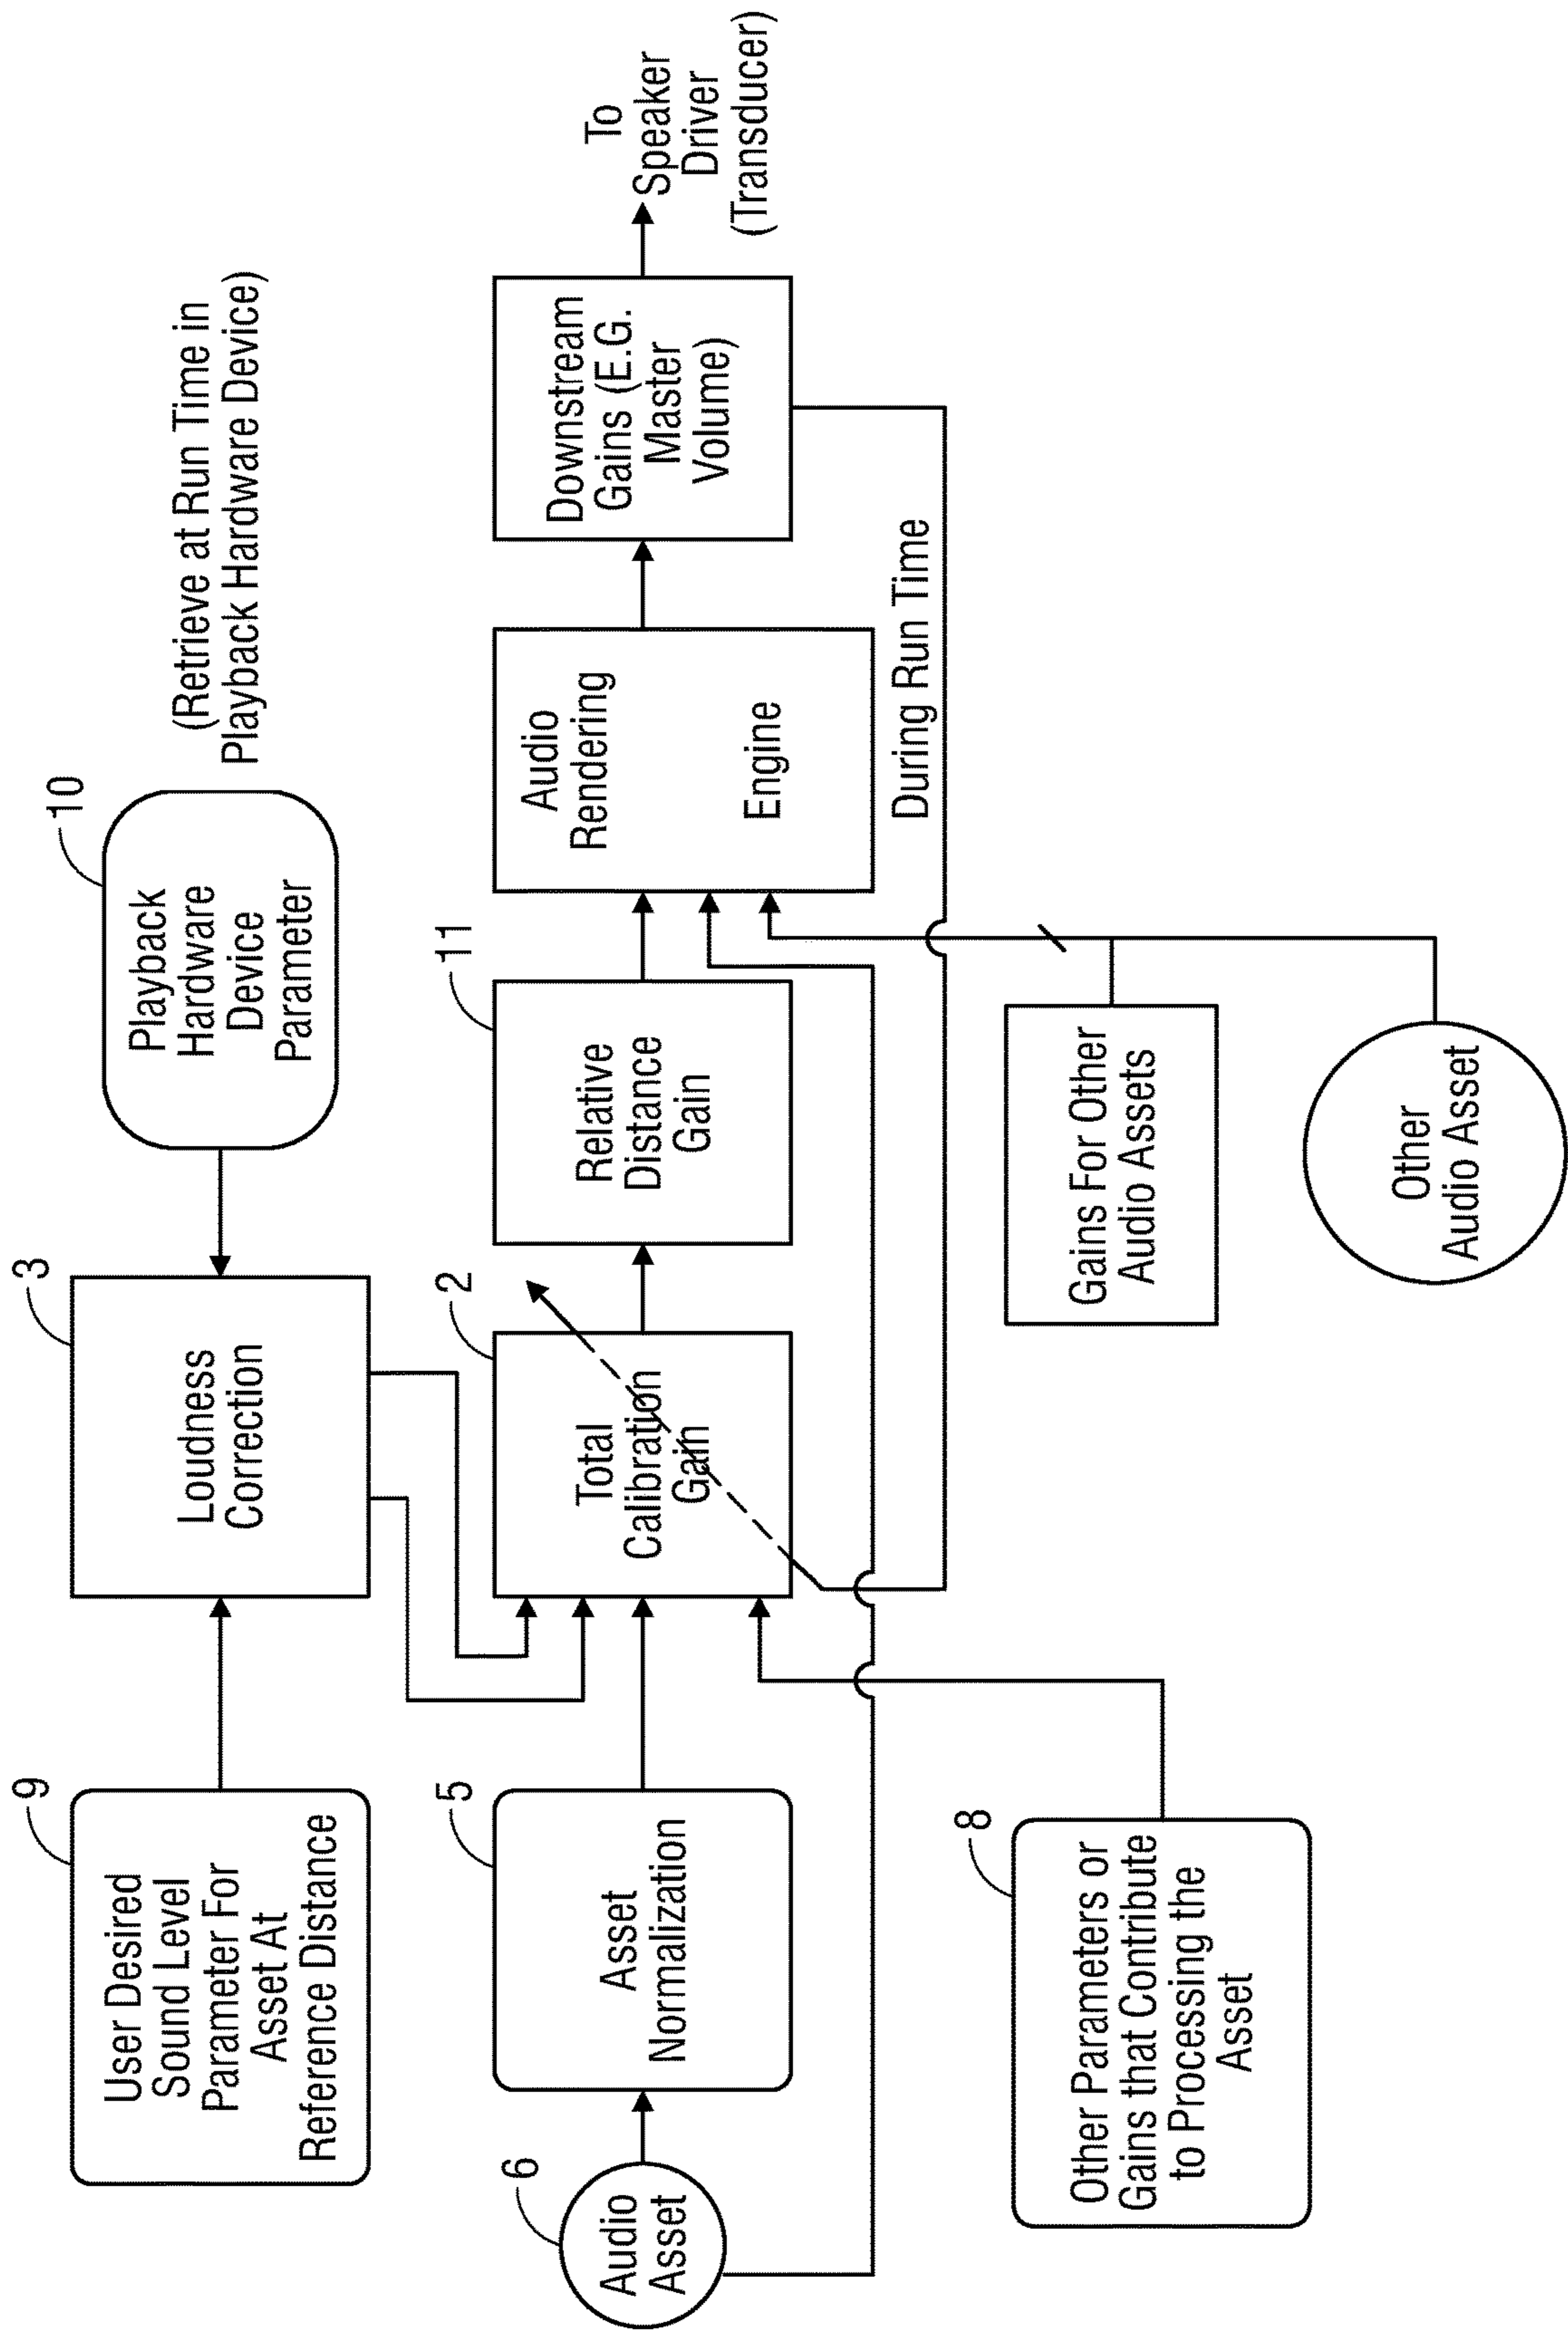 9
User Desired
Sound Level
Parameter For
Asset At
Reference Distance
3
Loudness
Correction
10
Playback
Hardware
Device
Parameter
(Retrieve at Run Time in
Playback Hardware Device)
6
Audio
Asset
5
Asset
Normalization
2
Total
Calibration
Gain
11
Relative
Distance
Gain
Audio
Rendering
Engine
Downstream
Gains (E.G.
Master
Volume)
To
Speaker
Driver
(Transducer)
During Run Time
8
Other Parameters or
Gains that Contribute
to Processing the
Asset
Gains For Other
Audio Assets
Other
Audio Asset